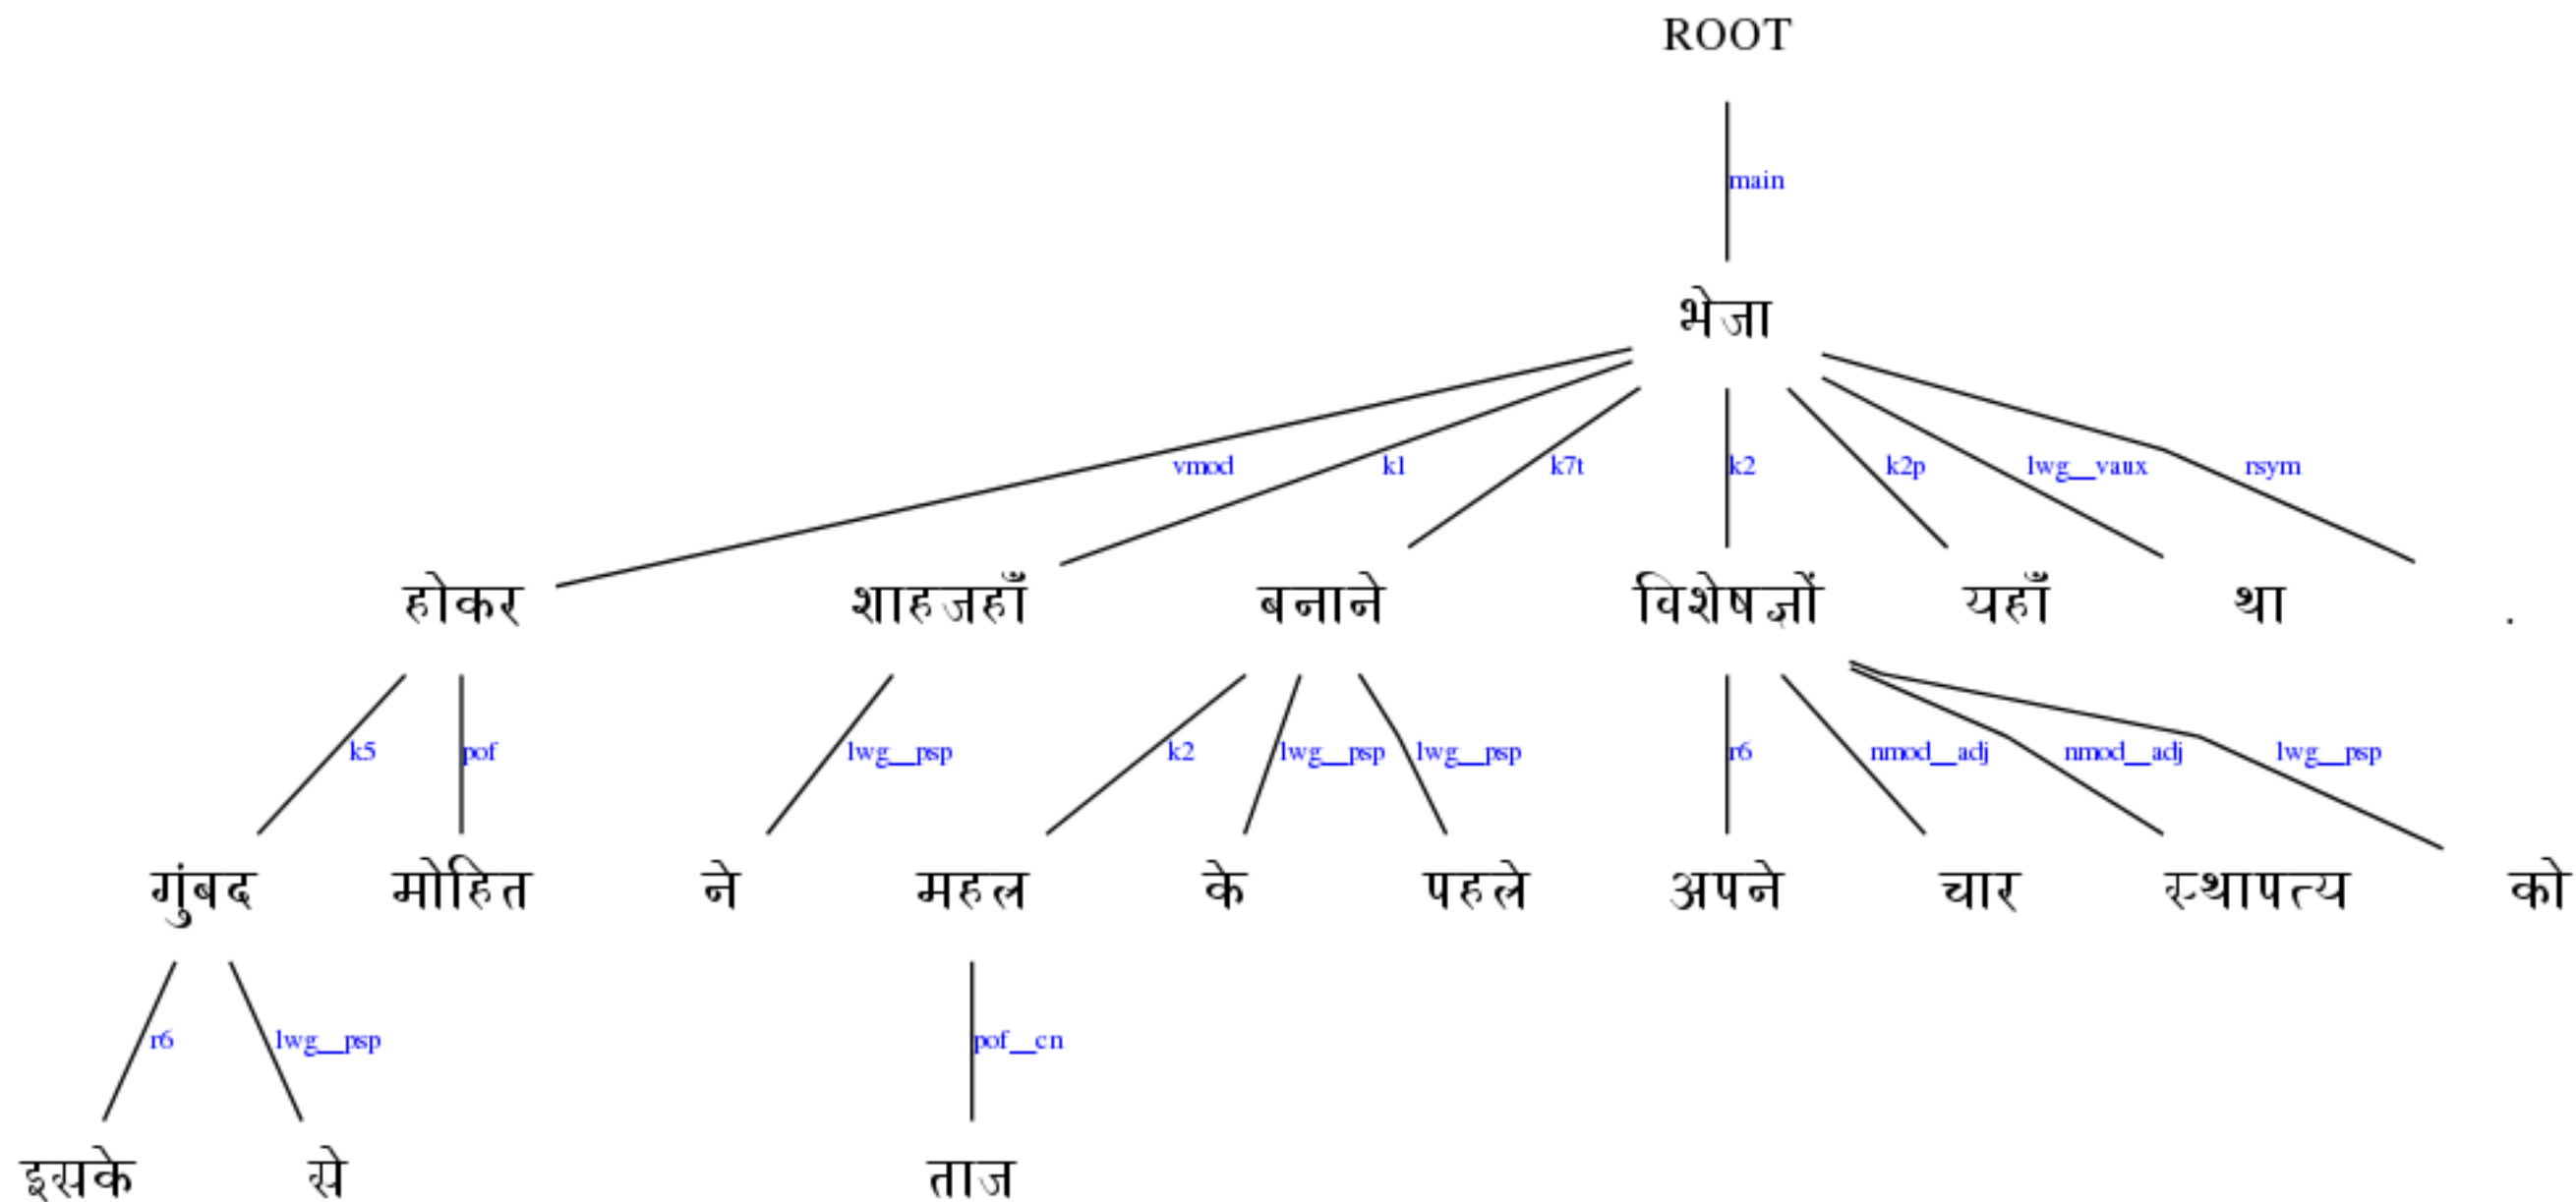 ROOT
main
भेजा
vmod k1 k7t k2 k2p lwg__vaux rsym
होकर शाहजहाँ बनाने विशेषज्ञों यहाँ था .
k5 pof lwg__psp k2 lwg__psp lwg__psp r6 nmod__adj nmod__adj lwg__psp
गुंबद मोहित ने महल के पहले अपने चार स्थापत्य को
r6 lwg__psp pof__cn
इसके से ताज